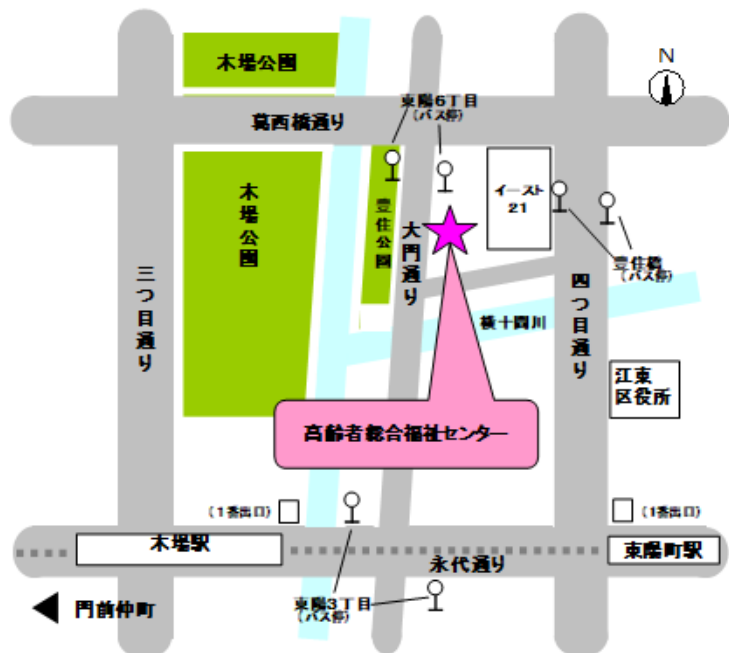 木場公園
N
東陽6丁目
(バス停)
葛西橋通り
木場公園
豊住公園
大門通り
イースト
21
豊住橋
(バス停)
三つ目通り
四つ目通り
横十間川
江東
区役所
高齢者総合福祉センター
(1番出口)
(1番出口)
木場駅
東陽町駅
永代通り
門前仲町
東陽3丁目
(バス停)